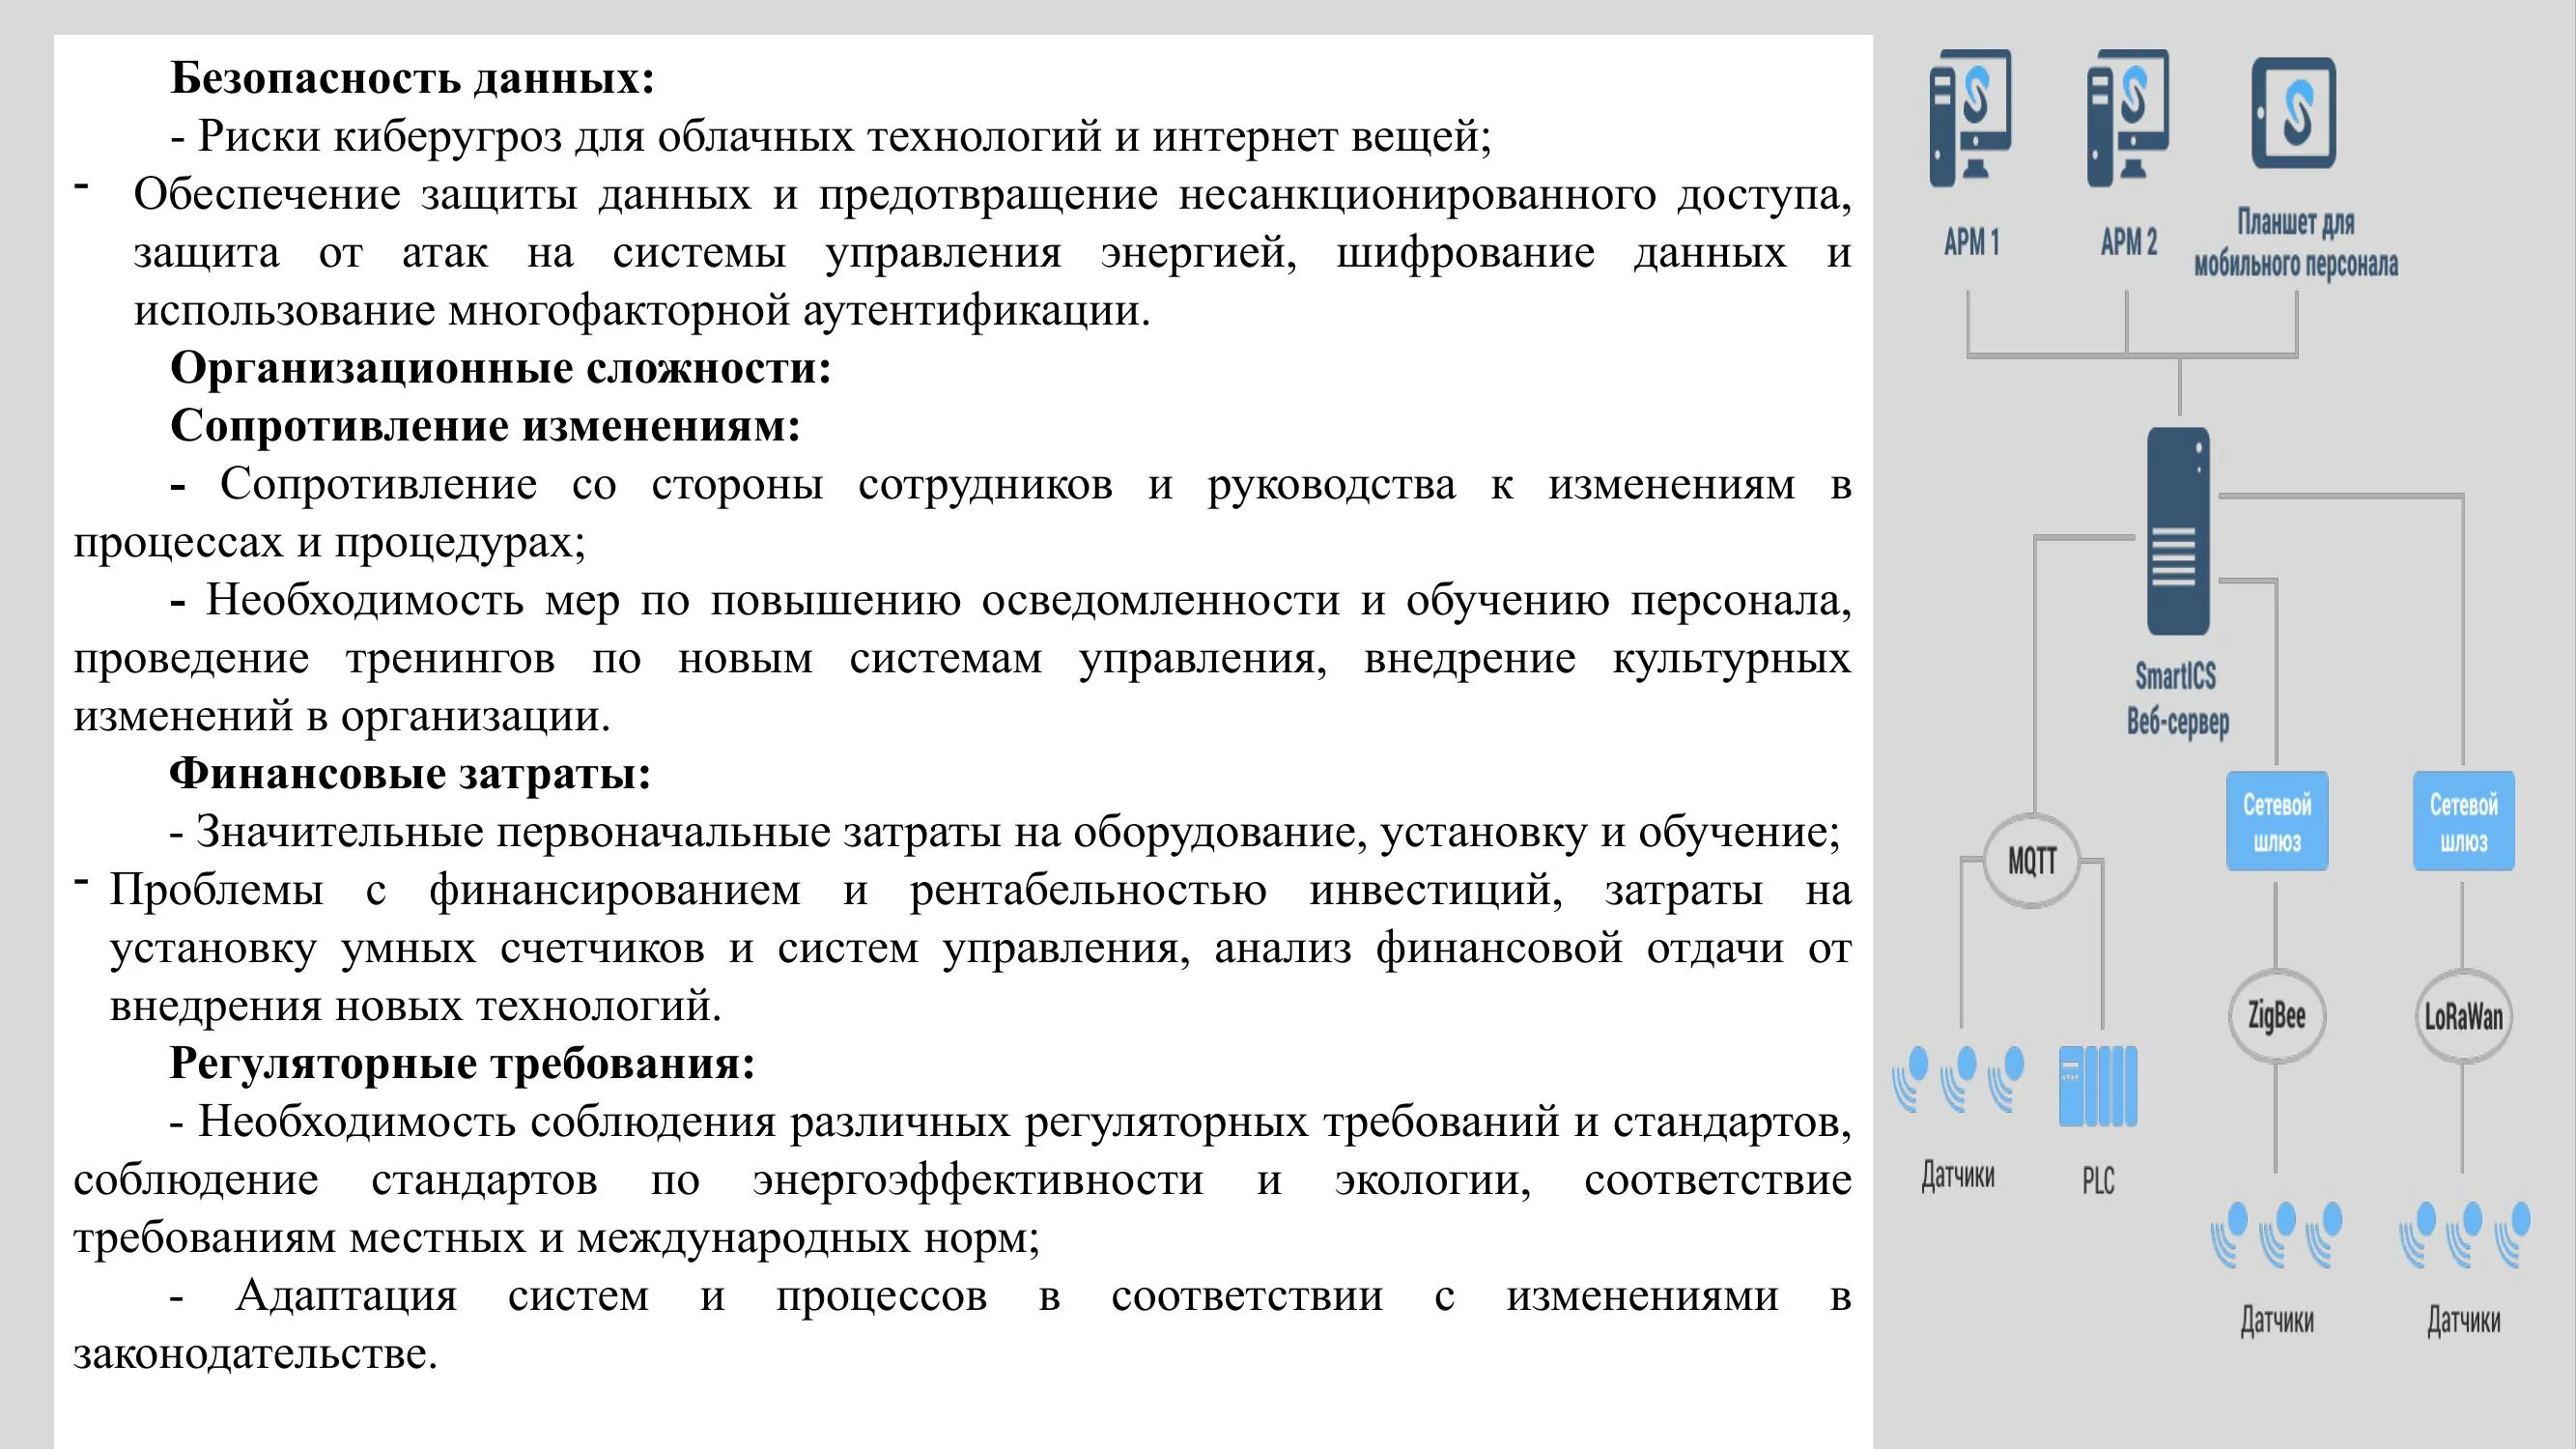 Безопасность данных:
- Риски киберугроз для облачных технологий и интернет вещей;
- Обеспечение защиты данных и предотвращение несанкционированного доступа,
защита от атак на системы управления энергией, шифрование данных и
использование многофакторной аутентификации.
Организационные сложности:
Сопротивление изменениям:
- Сопротивление со стороны сотрудников и руководства к изменениям в
процессах и процедурах;
- Необходимость мер по повышению осведомленности и обучению персонала,
проведение тренингов по новым системам управления, внедрение культурных
изменений в организации.
Финансовые затраты:
- Значительные первоначальные затраты на оборудование, установку и обучение;
- Проблемы с финансированием и рентабельностью инвестиций, затраты на
установку умных счетчиков и систем управления, анализ финансовой отдачи от
внедрения новых технологий.
Регуляторные требования:
- Необходимость соблюдения различных регуляторных требований и стандартов,
соблюдение стандартов по энергоэффективности и экологии, соответствие
требованиям местных и международных норм;
- Адаптация систем и процессов в соответствии с изменениями в
законодательстве.
АРМ 1
АРМ 2
Планшет для
мобильного персонала
SmartICS
Веб-сервер
Сетевой
шлюз
Сетевой
шлюз
MQTT
ZigBee
LoRaWan
Датчики
PLC
Датчики
Датчики